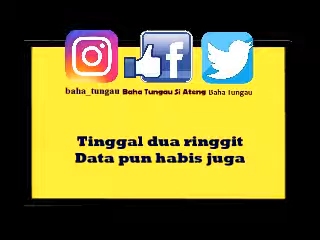 baha_tungau Baha Tungau Si Ateng Baha Tungau
Tinggal dua ringgit
Data pun habis juga